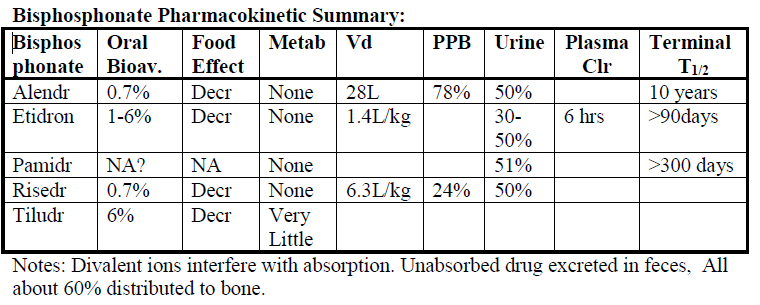 Bisphosphonate Pharmacokinetic Summary:
Bisphos Oral Food Metab Vd PPB Urine Plasma Terminal
phonate Bioav. Effect Clr T1/2
Alendr 0.7% Decr None 28L 78% 50% 10 years
Etidron 1-6% Decr None 1.4L/kg 30- 6 hrs >90days
50%
Pamidr NA? NA None 51% >300 days
Risedr 0.7% Decr None 6.3L/kg 24% 50%
Tiludr 6% Decr Very
Little
Notes: Divalent ions interfere with absorption. Unabsorbed drug excreted in feces, All
about 60% distributed to bone.